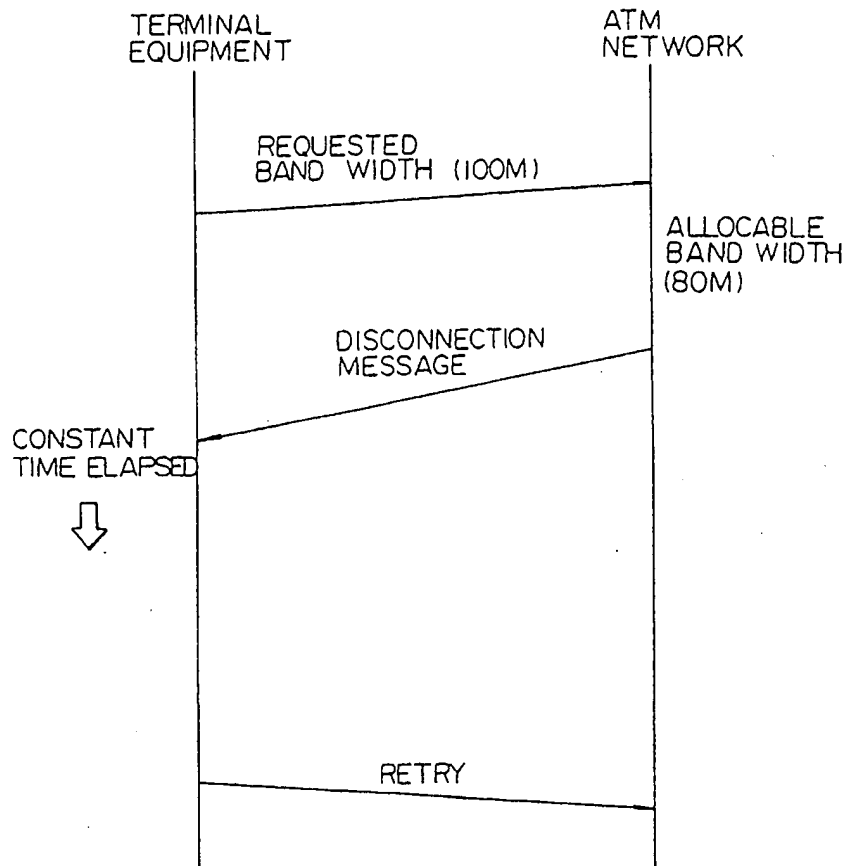 TERMINAL
EQUIPMENT
ATM
NETWORK
REQUESTED
BAND WIDTH (100M)
ALLOCABLE
BAND WIDTH
(80M)
DISCONNECTION
MESSAGE
CONSTANT
TIME ELAPSED
RETRY